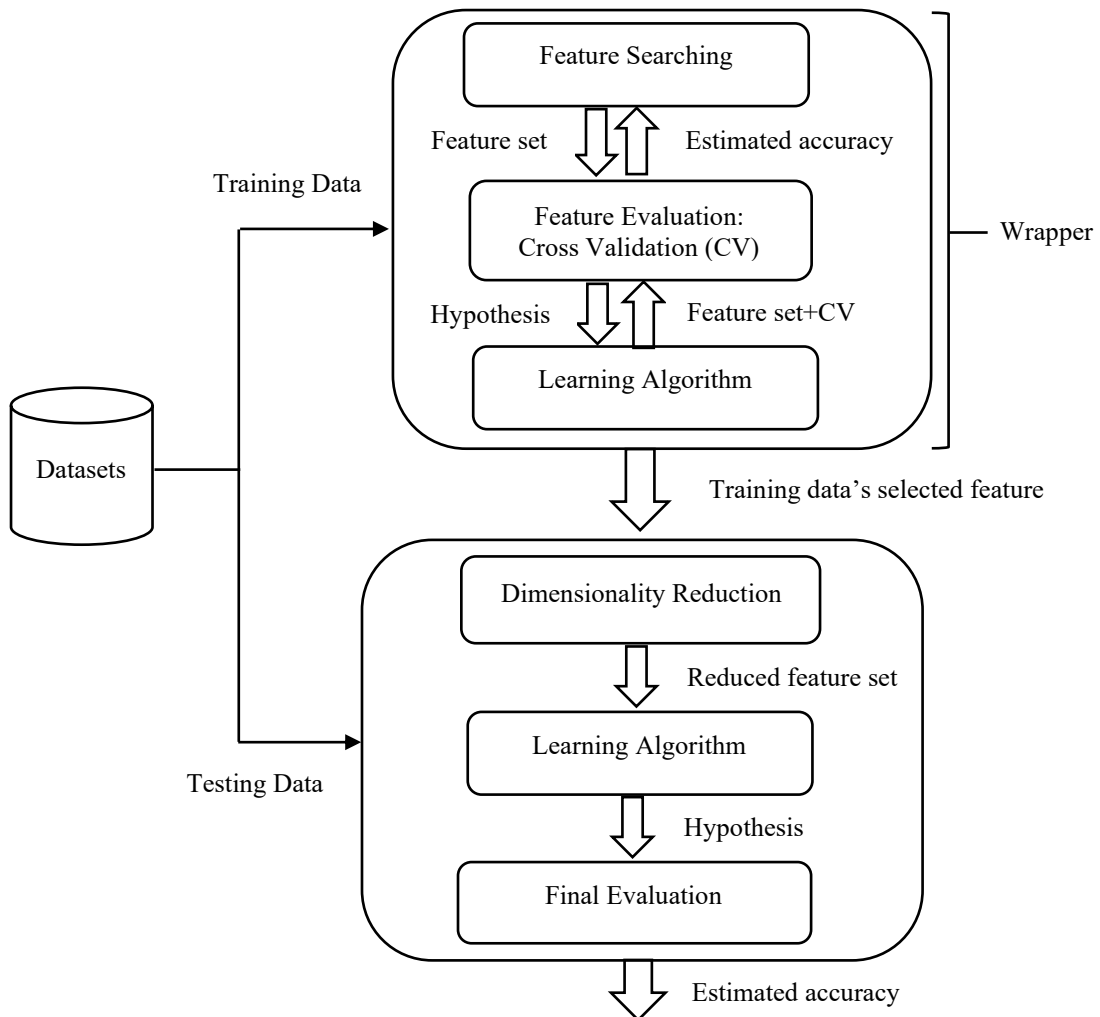 Feature Searching
Feature set
Estimated accuracy
Training Data
Feature Evaluation:
Cross Validation (CV)
Wrapper
Hypothesis
Feature set+CV
Learning Algorithm
Datasets
Training data’s selected feature
Dimensionality Reduction
Reduced feature set
Learning Algorithm
Testing Data
Hypothesis
Final Evaluation
Estimated accuracy